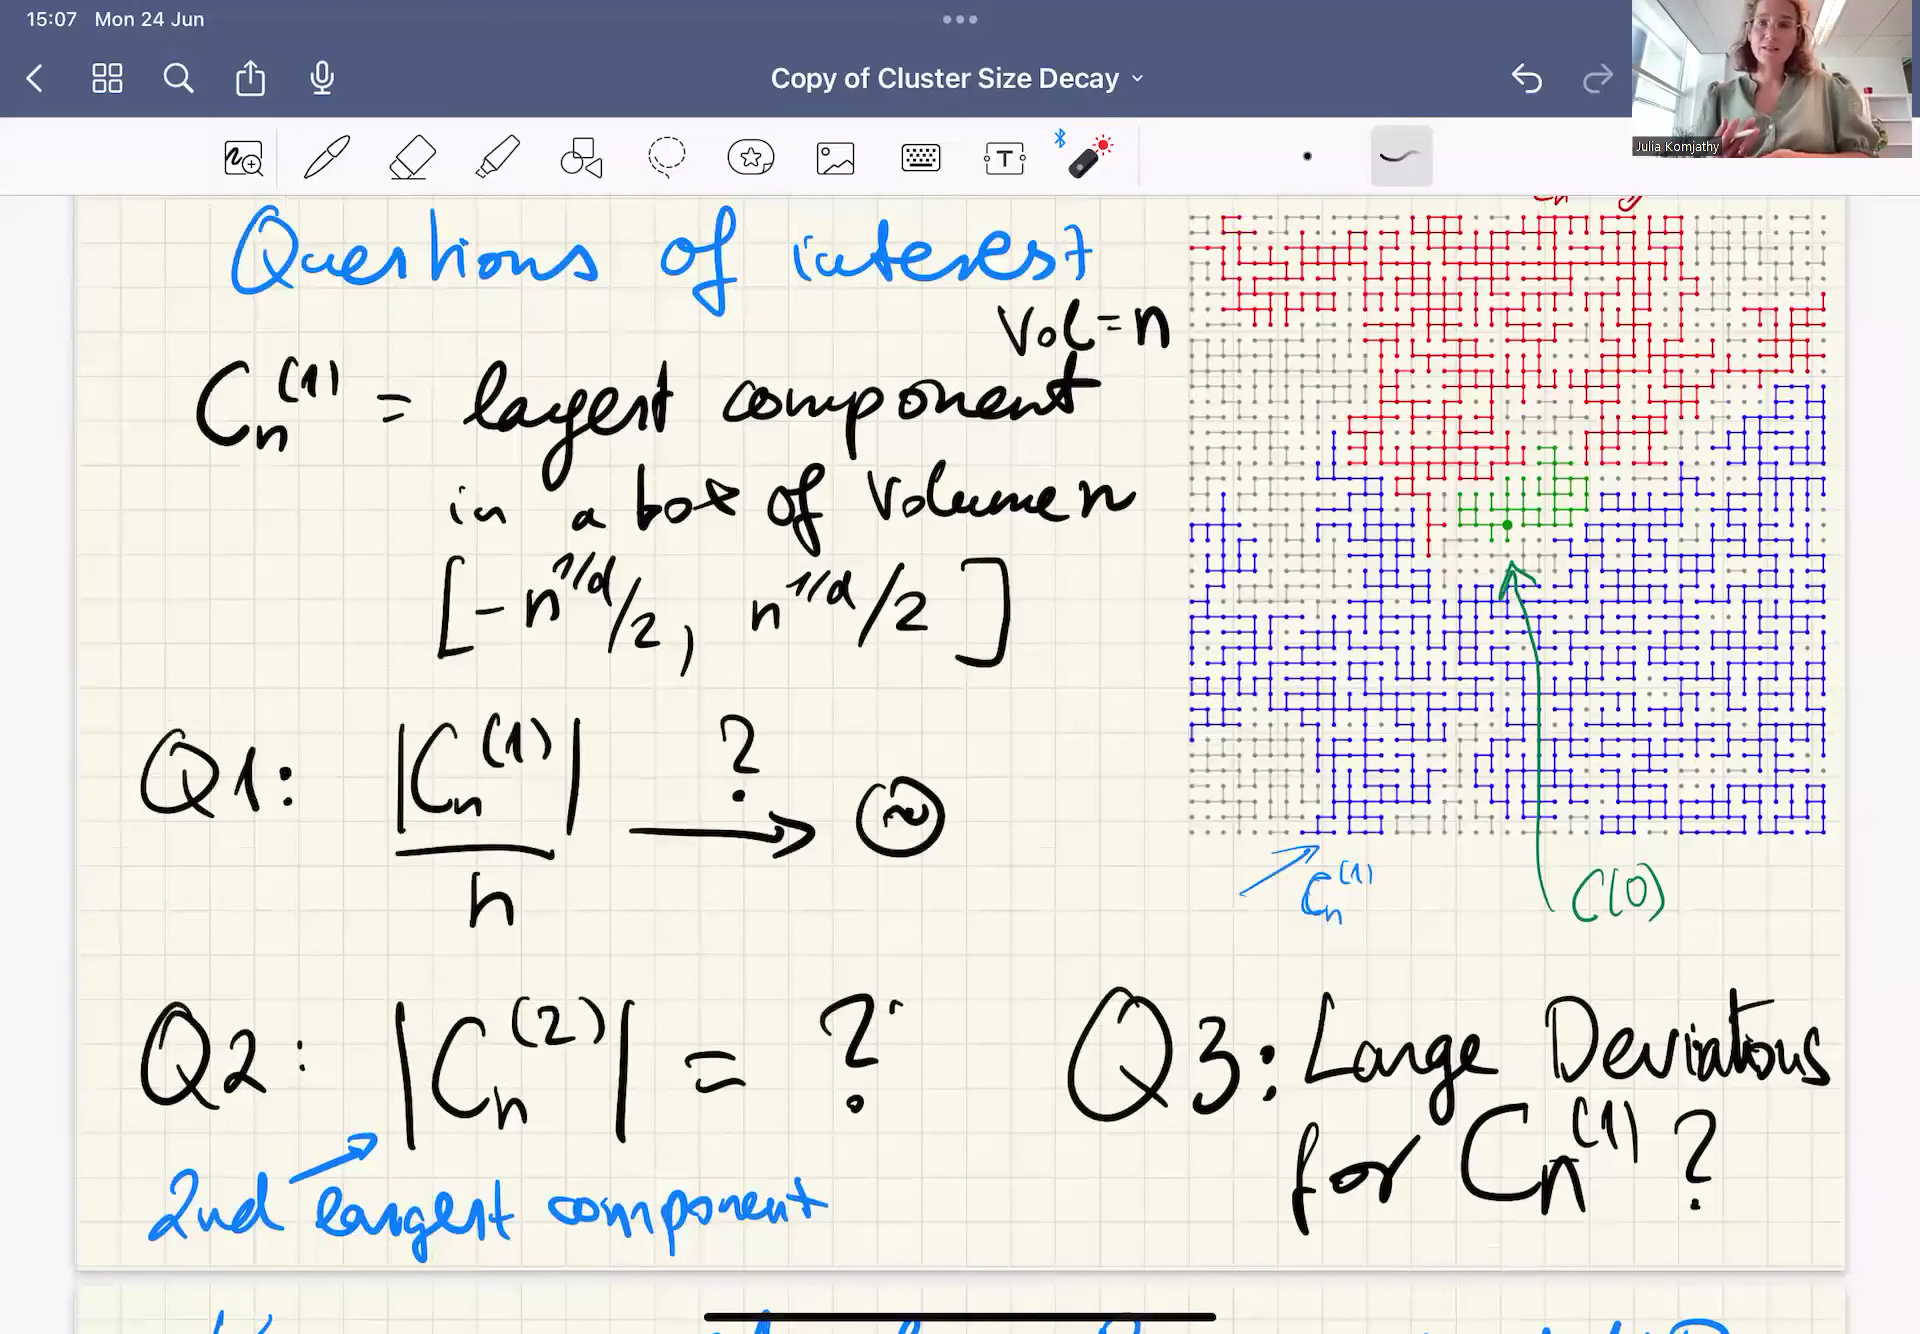 15:07 Mon 24 Jun
Copy of Cluster Size Decay
Julia Komjathy
Questions of interest
Vol = n
C_n^(1) = largest component
in a box of volume n
[-n^1/d/2, n^1/d/2]
Q1: |C_n^(1)| / n → ?
C_n^(1)
C(0)
Q2: |C_n^(2)| = ?
2nd largest component
Q3: Large Deviations
for C_n^(1) ?